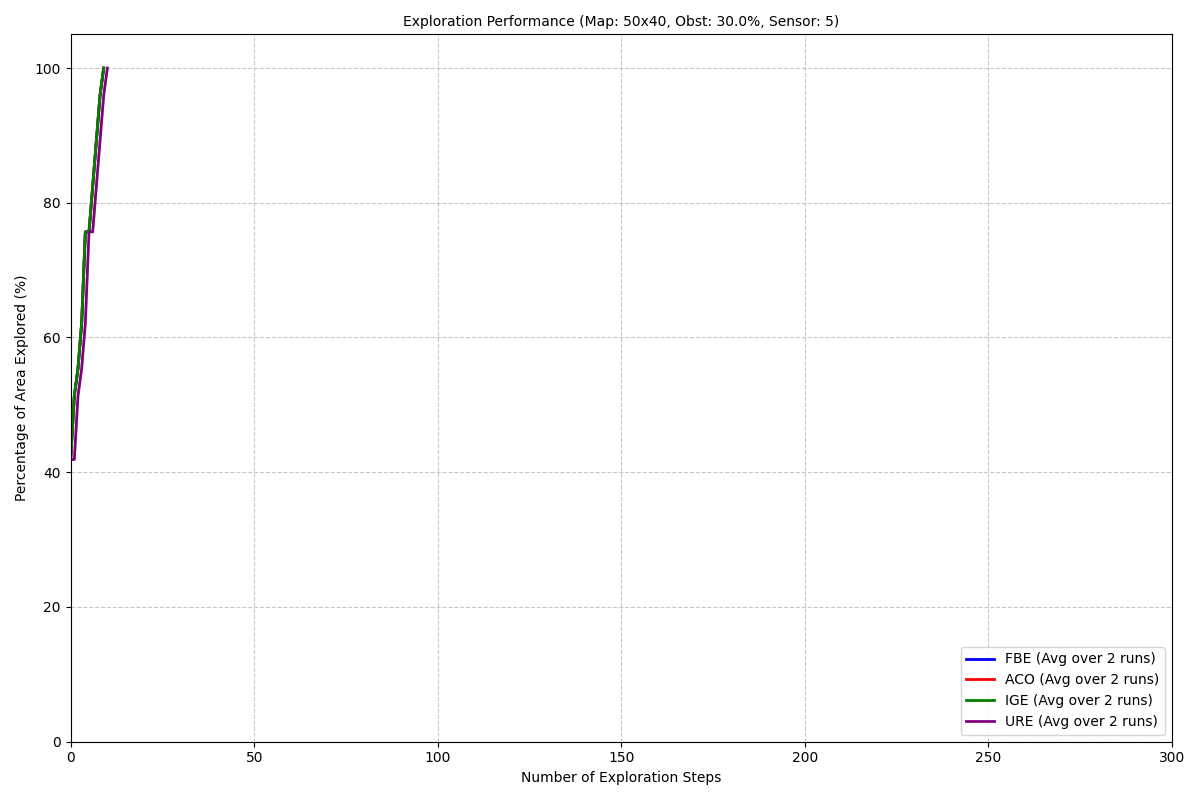 Exploration Performance (Map: 50x40, Obst: 30.0%, Sensor: 5)
Percentage of Area Explored (%)
100
80
60
40
20
0
0 50 100 150 200 250 300
Number of Exploration Steps
FBE (Avg over 2 runs)
ACO (Avg over 2 runs)
IGE (Avg over 2 runs)
URE (Avg over 2 runs)